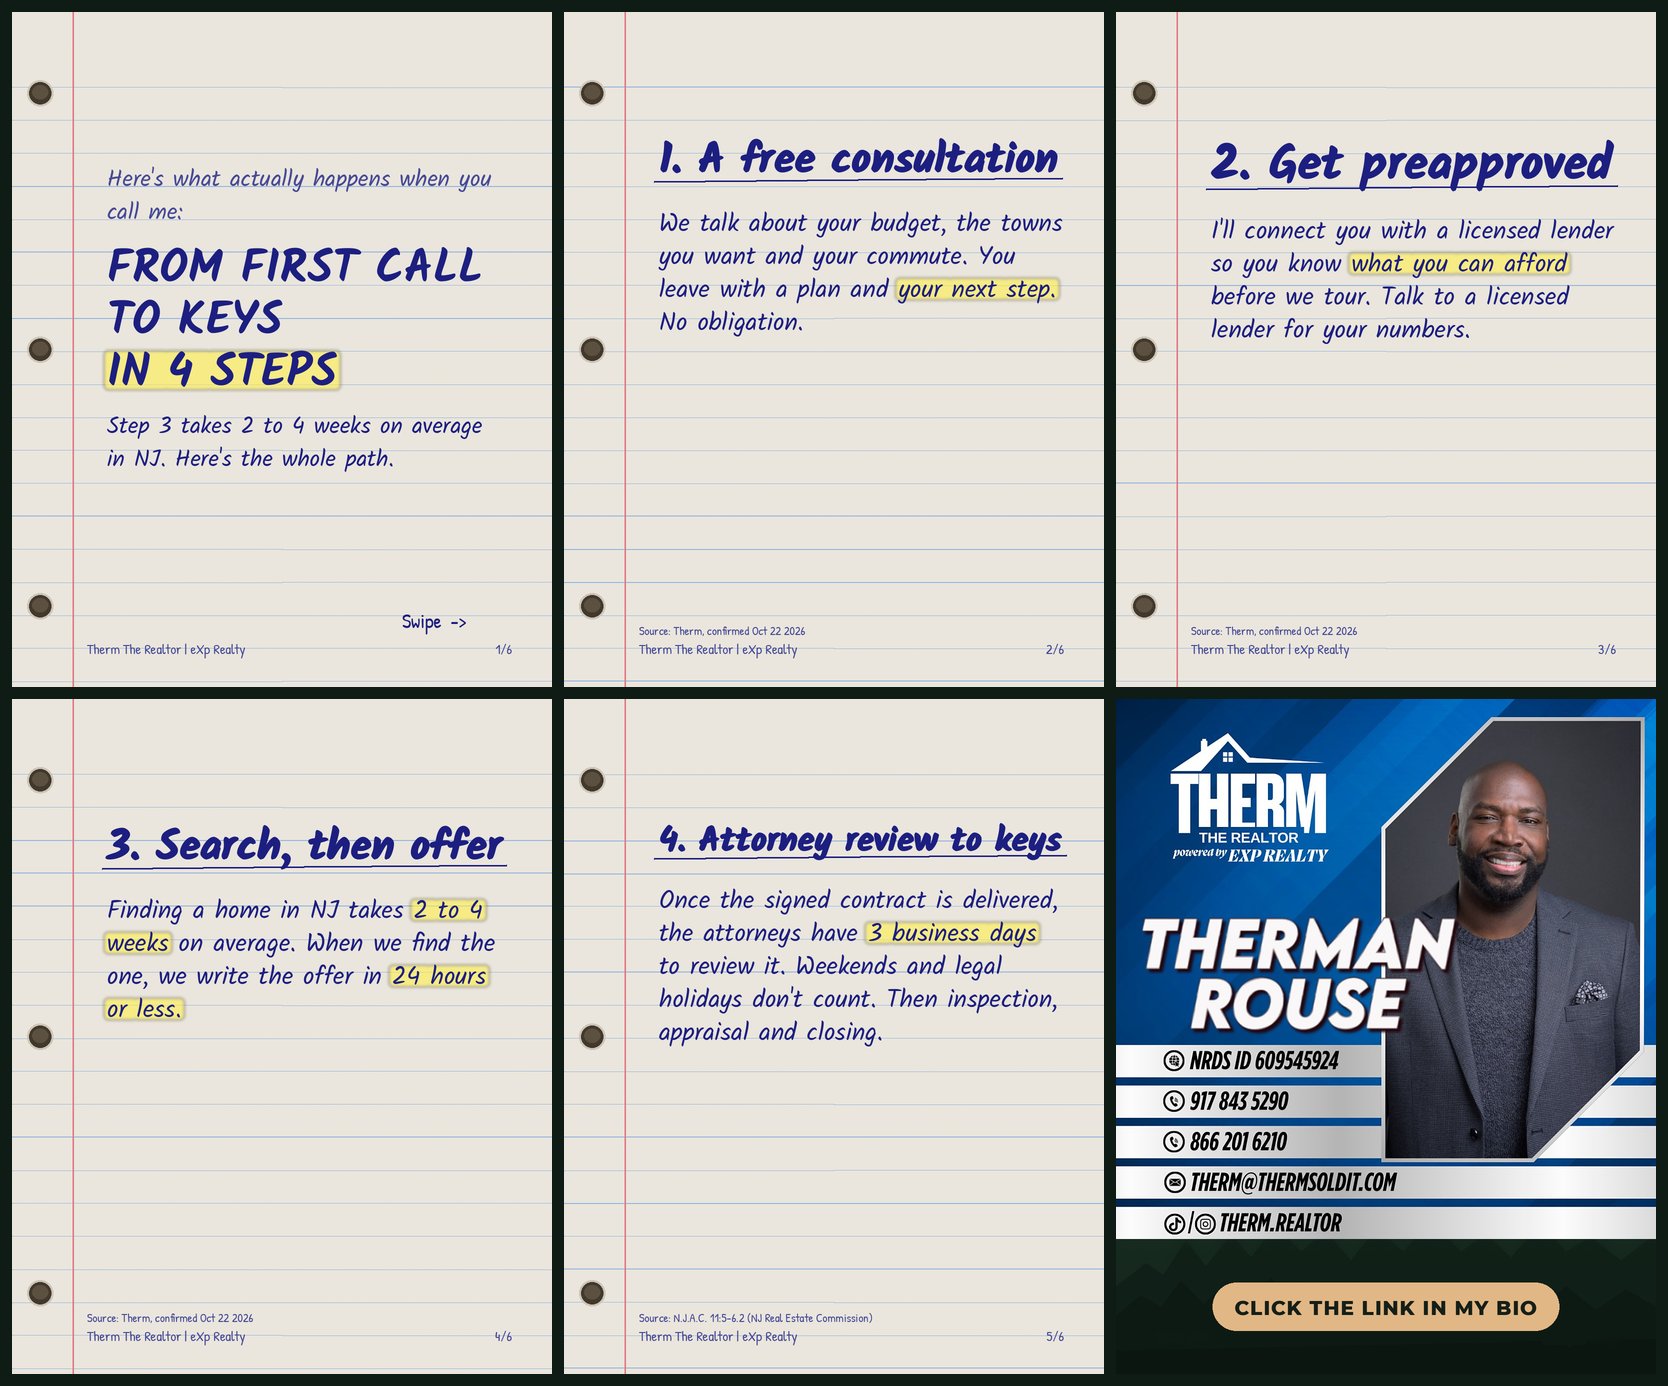 Here's what actually happens when you
call me:
FROM FIRST CALL
TO KEYS
IN 4 STEPS
Step 3 takes 2 to 4 weeks on average
in NJ. Here's the whole path.
Swipe ->
Therm The Realtor | eXp Realty
1/6
1. A free consultation
We talk about your budget, the towns
you want and your commute. You
leave with a plan and your next step.
No obligation.
Source: Therm, confirmed Oct 22 2026
Therm The Realtor | eXp Realty
2/6
2. Get preapproved
I'll connect you with a licensed lender
so you know what you can afford
before we tour. Talk to a licensed
lender for your numbers.
Source: Therm, confirmed Oct 22 2026
Therm The Realtor | eXp Realty
3/6
3. Search, then offer
Finding a home in NJ takes 2 to 4
weeks on average. When we find the
one, we write the offer in 24 hours
or less.
Source: Therm, confirmed Oct 22 2026
Therm The Realtor | eXp Realty
4/6
4. Attorney review to keys
Once the signed contract is delivered,
the attorneys have 3 business days
to review it. Weekends and legal
holidays don't count. Then inspection,
appraisal and closing.
Source: N.J.A.C. 11:5-6.2 (NJ Real Estate Commission)
Therm The Realtor | eXp Realty
5/6
THERM
THE REALTOR
powered by EXP REALTY
THERMAN
ROUSE
NRDS ID 609545924
917 843 5290
866 201 6210
THERM@THERMSOLDIT.COM
/ THERM.REALTOR
CLICK THE LINK IN MY BIO